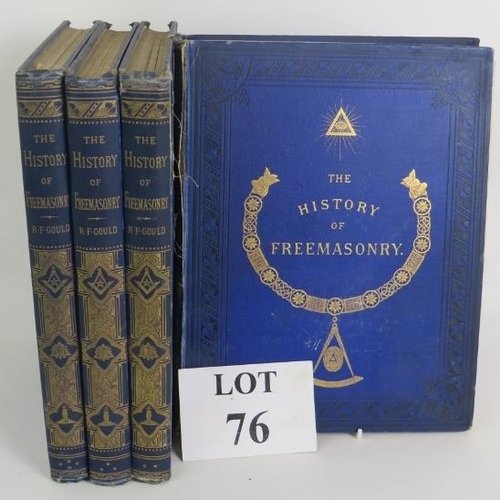 THE
HISTORY
OF
FREEMASONRY
R·F·GOULD
THE
HISTORY
OF
FREEMASONRY
R·F·GOULD
THE
HISTORY
OF
FREEMASONRY
R·F·GOULD
THE
HISTORY
OF
FREEMASONRY.
LOT
76